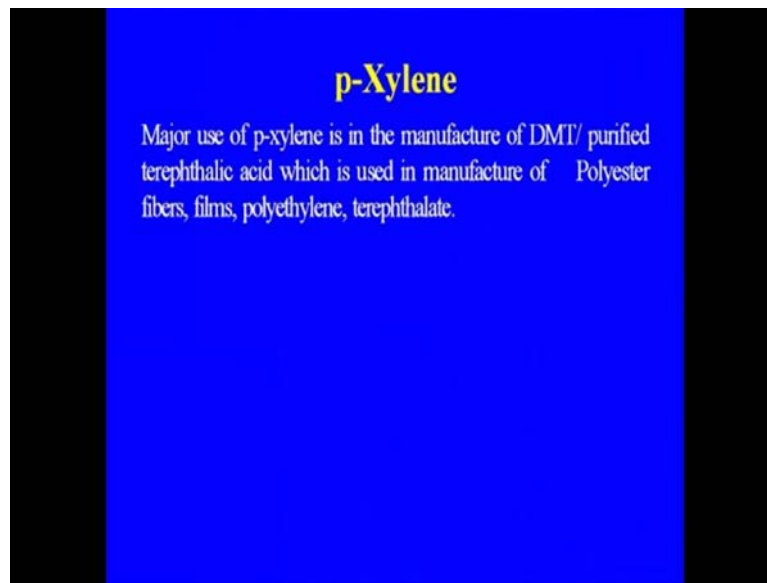 p-Xylene
Major use of p-xylene is in the manufacture of DMT/ purified
terephthalic acid which is used in manufacture of Polyester
fibers, films, polyethylene, terephthalate.